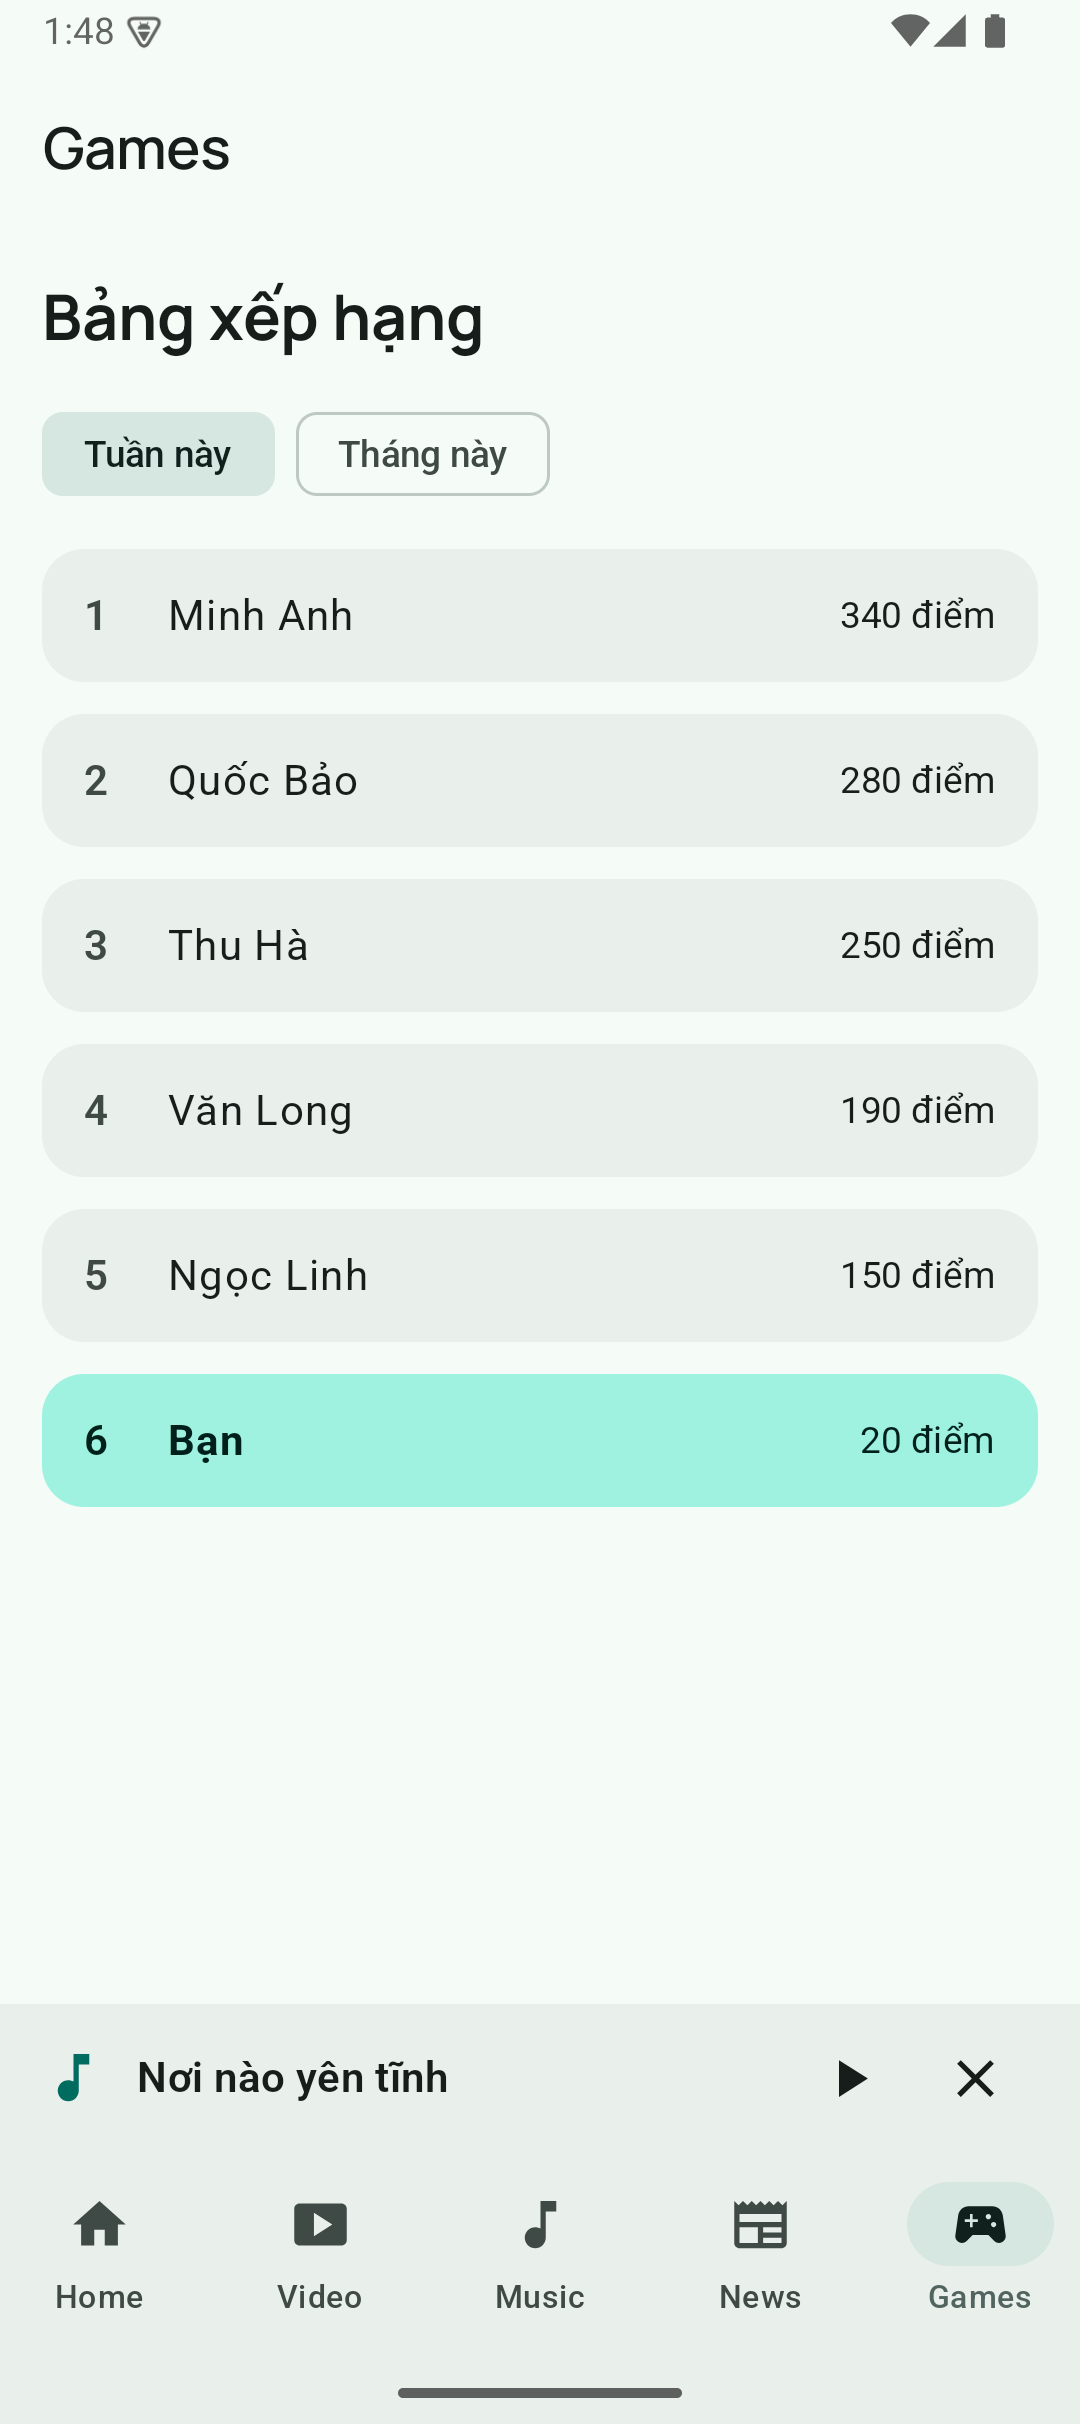 1:48
Games
Bảng xếp hạng
Tuần này
Tháng này
1 Minh Anh 340 điểm
2 Quốc Bảo 280 điểm
3 Thu Hà 250 điểm
4 Văn Long 190 điểm
5 Ngọc Linh 150 điểm
6 Bạn 20 điểm
Nơi nào yên tĩnh
Home Video Music News Games